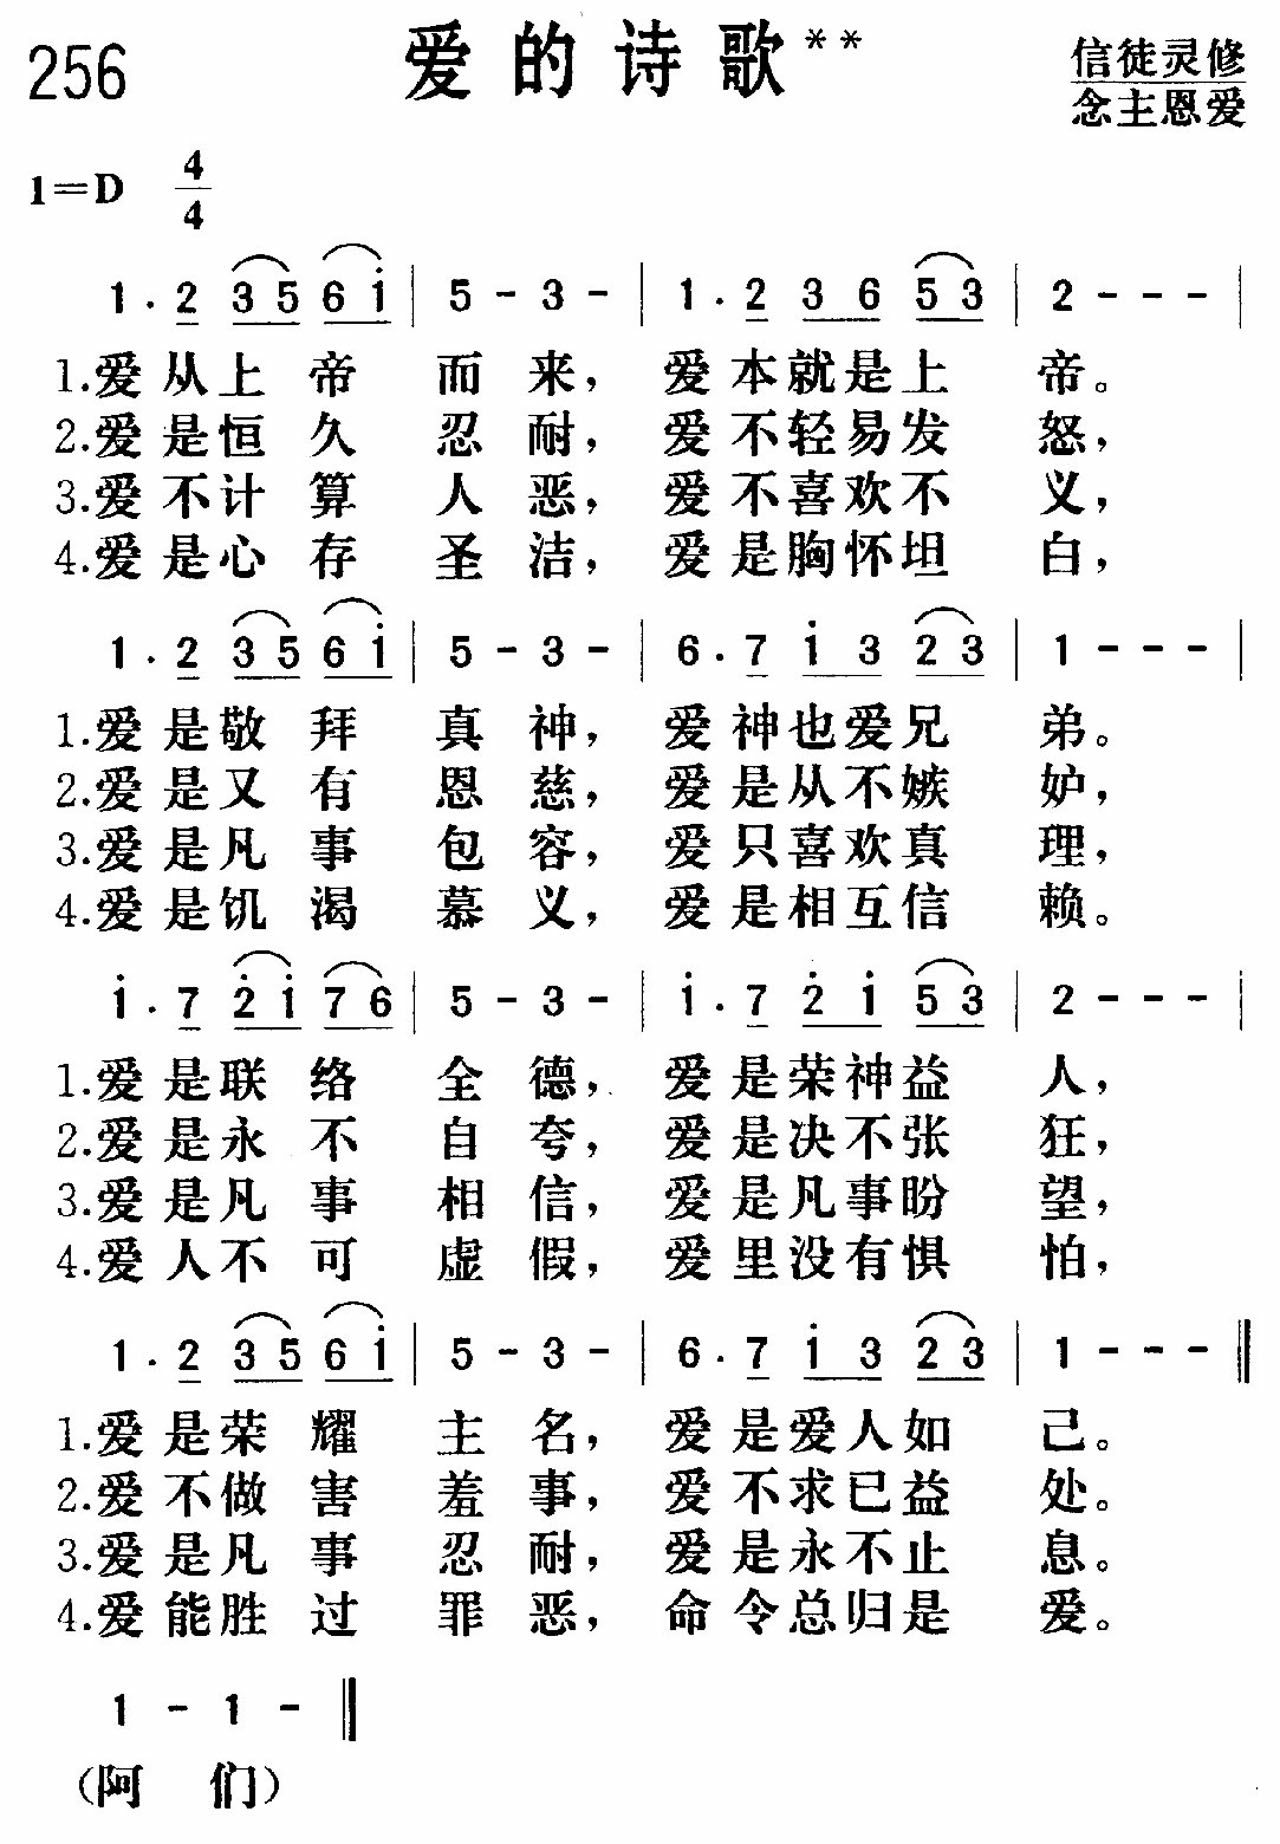 256
爱的诗歌**
信徒灵修
念主恩爱
1=D 4/4
1 . 2 3 5 6 i | 5 - 3 - | 1 . 2 3 6 5 3 | 2 - - - |
1.爱从上帝而来，爱本就是上帝。
2.爱是恒久忍耐，爱不轻易发怒，
3.爱不计算人恶，爱不喜欢不义，
4.爱是心存圣洁，爱是胸怀坦白，
1 . 2 3 5 6 i | 5 - 3 - | 6 . 7 i 3 2 3 | 1 - - - |
1.爱是敬拜真神，爱神也爱兄弟。
2.爱是又有恩慈，爱是从不嫉妒，
3.爱是凡事包容，爱只喜欢真理，
4.爱是饥渴慕义，爱是相互信赖。
i . 7 2̇ i 7 6 | 5 - 3 - | i . 7 2̇ i 5 3 | 2 - - - |
1.爱是联络全德，爱是荣神益人，
2.爱是永不自夸，爱是决不张狂，
3.爱是凡事相信，爱是凡事盼望，
4.爱人不可虚假，爱里没有惧怕，
1 . 2 3 5 6 i | 5 - 3 - | 6 . 7 i 3 2 3 | 1 - - - ‖
1.爱是荣耀主名，爱是爱人如己。
2.爱不做害羞事，爱不求已益处。
3.爱是凡事忍耐，爱是永不止息。
4.爱能胜过罪恶，命令总归是爱。
1 - 1 - ‖
（阿们）